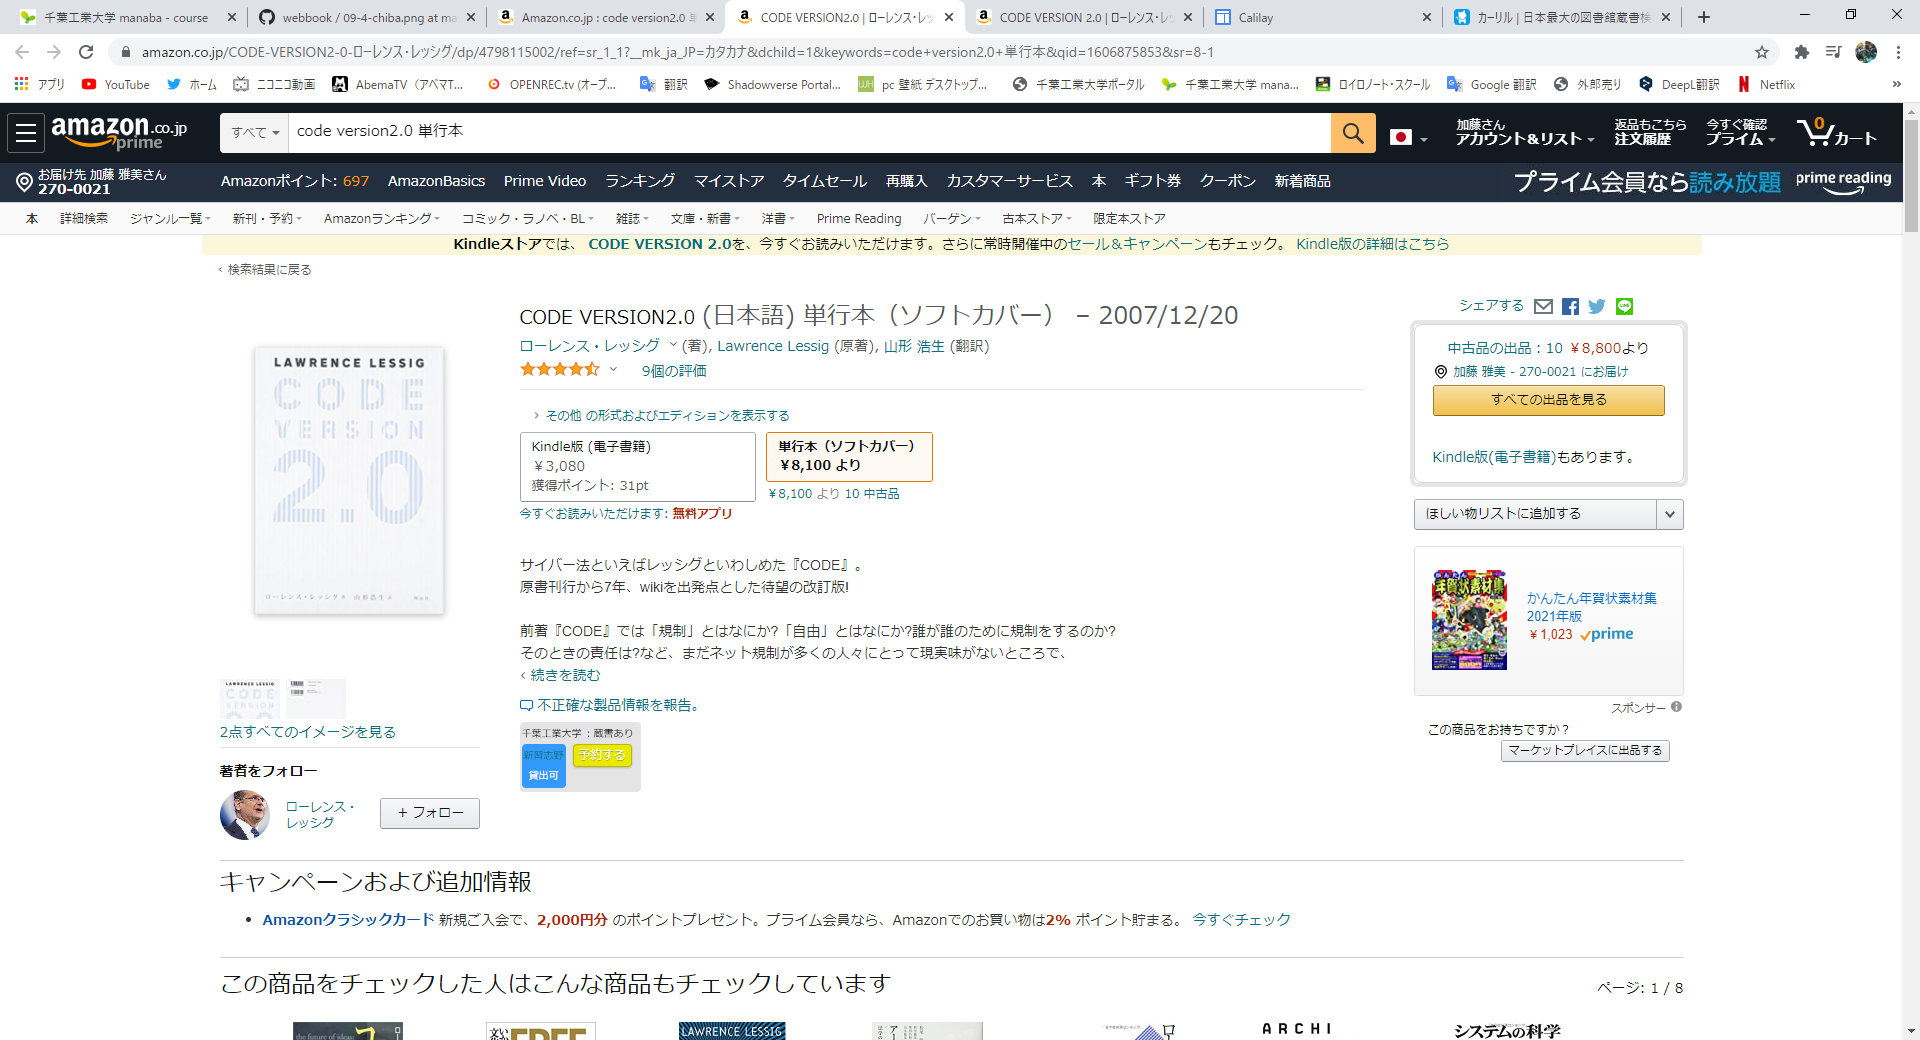 千葉工業大学 manaba - course
webbook / 09-4-chiba.png at ma
Amazon.co.jp : code version2.0 単
CODE VERSION2.0 | ローレンス・レッ
CODE VERSION 2.0 | ローレンス・レ
Calilay
カーリル | 日本最大の図書館蔵書検
amazon.co.jp/CODE-VERSION2-0-ローレンス・レッシグ/dp/4798115002/ref=sr_1_1?__mk_ja_JP=カタカナ&dchild=1&keywords=code+version2.0+単行本&qid=1606875853&sr=8-1
アプリ YouTube ホーム ニコニコ動画 AbemaTV（アベマT... OPENREC.tv (オープ... 翻訳 Shadowverse Portal... pc 壁紙 デスクトップ... 千葉工業大学ポータル 千葉工業大学 mana... ロイロノート・スクール Google 翻訳 外部売り DeepL翻訳 Netflix »
amazon.co.jp
prime
すべて
code version2.0 単行本
加藤さん
アカウント&リスト
返品もこちら
注文履歴
今すぐ確認
プライム
0
カート
お届け先 加藤 雅美さん
270-0021
Amazonポイント: 697 AmazonBasics Prime Video ランキング マイストア タイムセール 再購入 カスタマーサービス 本 ギフト券 クーポン 新着商品
プライム会員なら読み放題 prime reading
本 詳細検索 ジャンル一覧 新刊・予約 Amazonランキング コミック・ラノベ・BL 雑誌 文庫・新書 洋書 Prime Reading バーゲン 古本ストア 限定本ストア
Kindleストアでは、 CODE VERSION 2.0を、今すぐお読みいただけます。さらに常時開催中のセール＆キャンペーンもチェック。 Kindle版の詳細はこちら
‹ 検索結果に戻る
LAWRENCE LESSIG
CODE
VERSION
2.0
ローレンス・レッシグ 著 山形浩生 訳 翔泳社
2点すべてのイメージを見る
著者をフォロー
ローレンス・
レッシグ
+ フォロー
CODE VERSION2.0 (日本語) 単行本（ソフトカバー） – 2007/12/20
ローレンス・レッシグ (著), Lawrence Lessig (原著), 山形 浩生 (翻訳)
9個の評価
› その他 の形式およびエディションを表示する
Kindle版 (電子書籍)
￥3,080
獲得ポイント: 31pt
単行本（ソフトカバー）
￥8,100 より
￥8,100 より 10 中古品
今すぐお読みいただけます: 無料アプリ
サイバー法といえばレッシグといわしめた『CODE』。
原書刊行から7年、wikiを出発点とした待望の改訂版!
前著『CODE』では「規制」とはなにか?「自由」とはなにか?誰が誰のために規制をするのか?
そのときの責任は?など、まだネット規制が多くの人々にとって現実味がないところで、
‹ 続きを読む
不正確な製品情報を報告。
千葉工業大学 : 蔵書あり
新習志野
貸出可
予約する
シェアする
中古品の出品：10 ￥8,800より
加藤 雅美 - 270-0021 にお届け
すべての出品を見る
Kindle版(電子書籍)もあります。
ほしい物リストに追加する
かんたん
年賀状素材集
かんたん年賀状素材集
2021年版
￥1,023 prime
スポンサー
この商品をお持ちですか？
マーケットプレイスに出品する
キャンペーンおよび追加情報
• Amazonクラシックカード 新規ご入会で、2,000円分 のポイントプレゼント。プライム会員なら、Amazonでのお買い物は2% ポイント貯まる。 今すぐチェック
この商品をチェックした人はこんな商品もチェックしています
ページ: 1 / 8
the future of ideas
FREE
LAWRENCE LESSIG
ARCHI
システムの科学